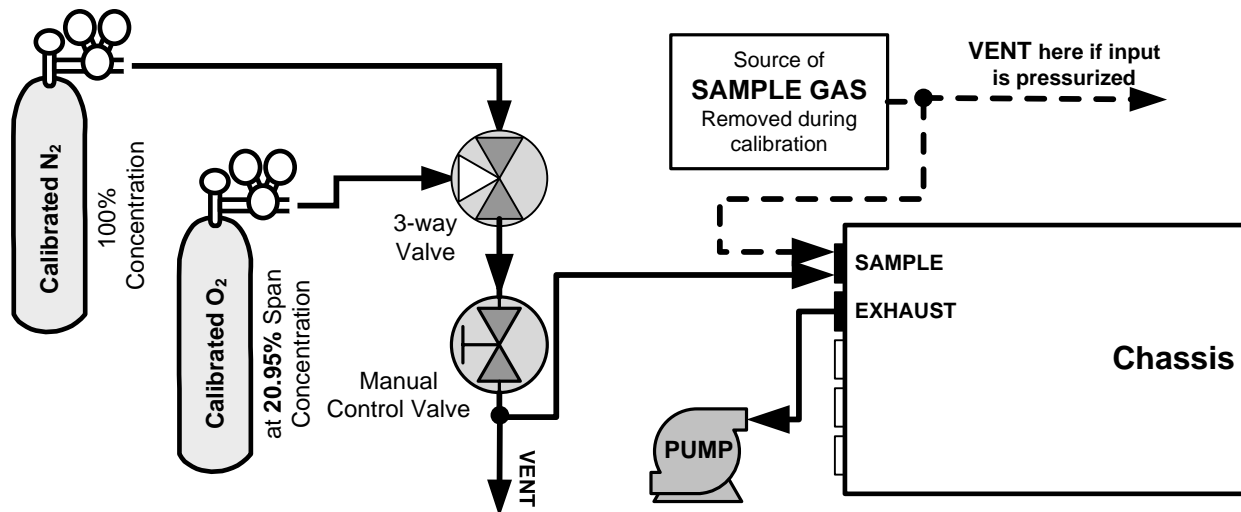 Calibrated N₂
100%
Concentration
Calibrated O₂
at 20.95% Span
Concentration
3-way
Valve
Manual
Control Valve
VENT
Source of
SAMPLE GAS
Removed during
calibration
VENT here if input
is pressurized
SAMPLE
EXHAUST
Chassis
PUMP